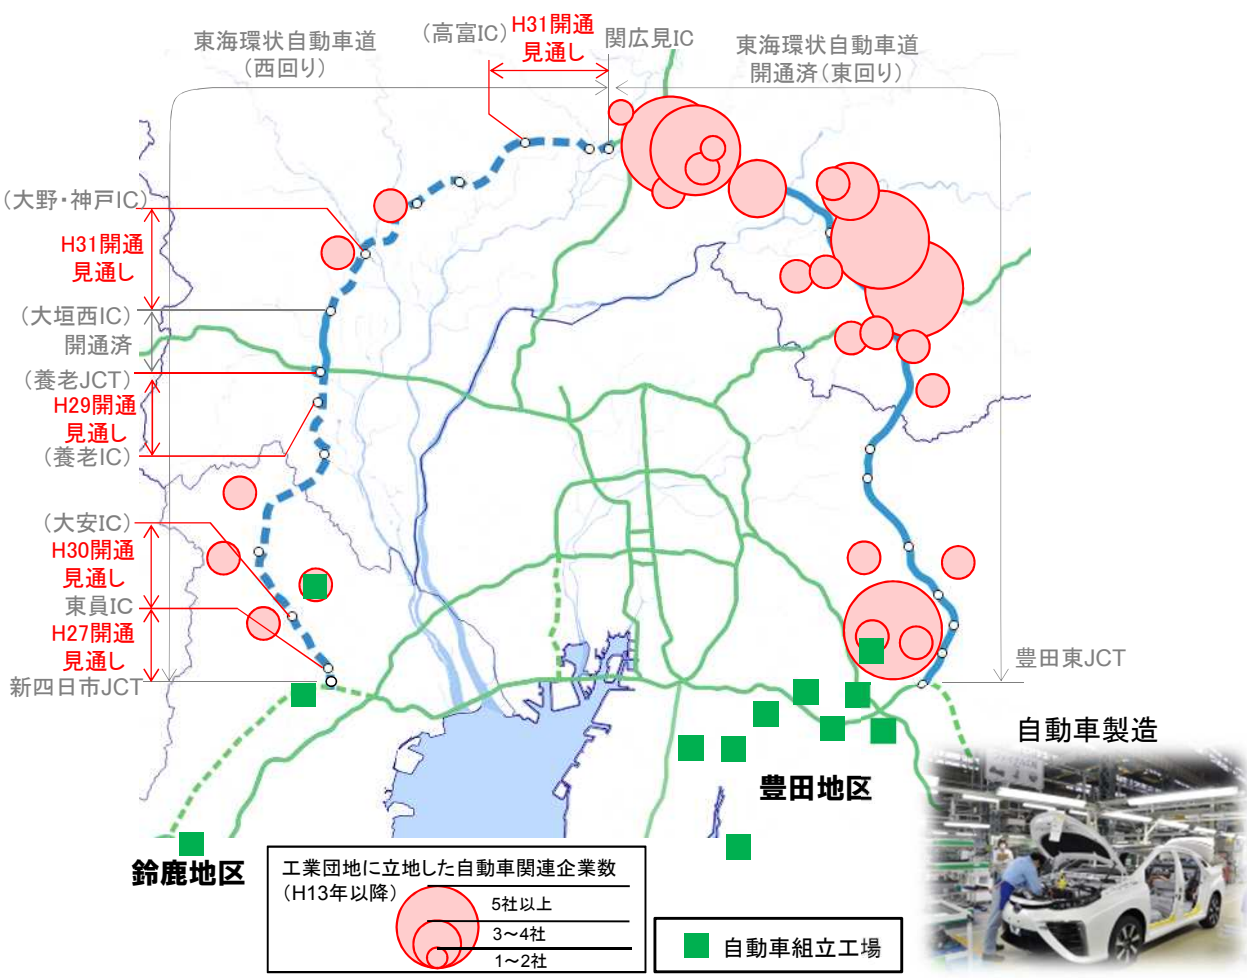 東海環状自動車道
(西回り)
(高富IC)
H31開通
見通し
関広見IC
東海環状自動車道
開通済(東回り)
(大野・神戸IC)
H31開通
見通し
(大垣西IC)
開通済
(養老JCT)
H29開通
見通し
(養老IC)
(大安IC)
H30開通
見通し
東員IC
H27開通
見通し
新四日市JCT
豊田東JCT
自動車製造
豊田地区
鈴鹿地区
工業団地に立地した自動車関連企業数
(H13年以降)
5社以上
3～4社
1～2社
自動車組立工場